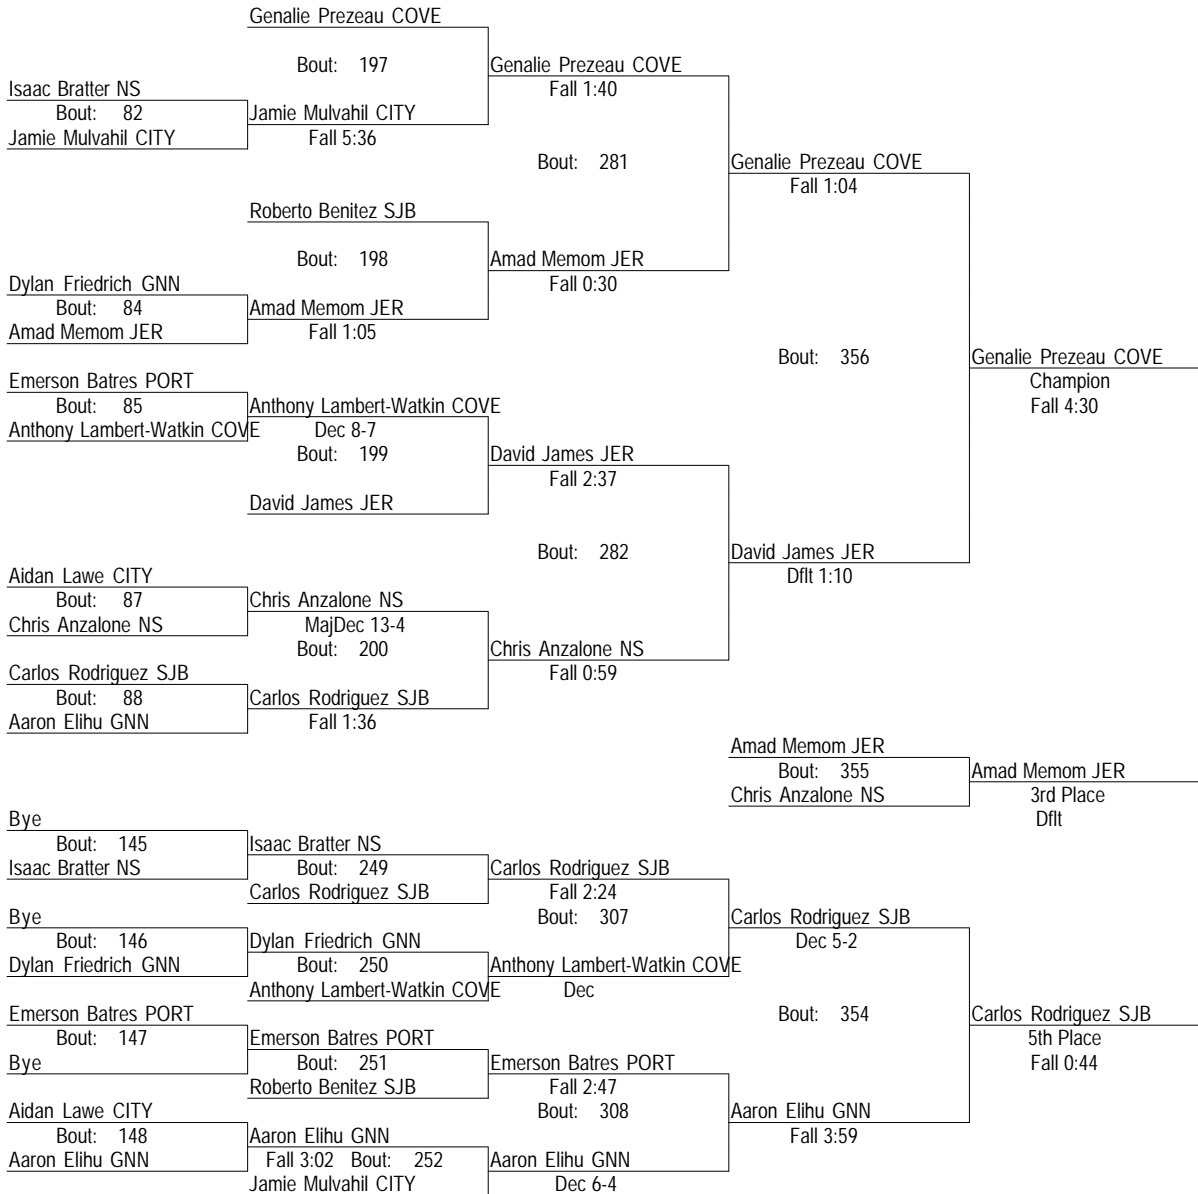 Genalie Prezeau COVE
Bout: 197
Genalie Prezeau COVE
Fall 1:40
Isaac Bratter NS
Bout: 82
Jamie Mulvahil CITY
Jamie Mulvahil CITY
Fall 5:36
Bout: 281
Genalie Prezeau COVE
Fall 1:04
Roberto Benitez SJB
Bout: 198
Amad Memom JER
Fall 0:30
Dylan Friedrich GNN
Bout: 84
Amad Memom JER
Amad Memom JER
Fall 1:05
Bout: 356
Genalie Prezeau COVE
Champion
Fall 4:30
Emerson Batres PORT
Bout: 85
Anthony Lambert-Watkin COVE
Anthony Lambert-Watkin COVE
Dec 8-7
Bout: 199
David James JER
Fall 2:37
David James JER
Bout: 282
David James JER
Dflt 1:10
Aidan Lawe CITY
Bout: 87
Chris Anzalone NS
Chris Anzalone NS
MajDec 13-4
Bout: 200
Chris Anzalone NS
Fall 0:59
Carlos Rodriguez SJB
Bout: 88
Aaron Elihu GNN
Carlos Rodriguez SJB
Fall 1:36
Amad Memom JER
Bout: 355
Chris Anzalone NS
Amad Memom JER
3rd Place
Dflt
Bye
Bout: 145
Isaac Bratter NS
Isaac Bratter NS
Bout: 249
Carlos Rodriguez SJB
Carlos Rodriguez SJB
Fall 2:24
Bout: 307
Carlos Rodriguez SJB
Dec 5-2
Bye
Bout: 146
Dylan Friedrich GNN
Dylan Friedrich GNN
Bout: 250
Anthony Lambert-Watkin COVE
Anthony Lambert-Watkin COVE
Dec
Bout: 354
Carlos Rodriguez SJB
5th Place
Fall 0:44
Emerson Batres PORT
Bout: 147
Bye
Emerson Batres PORT
Bout: 251
Roberto Benitez SJB
Emerson Batres PORT
Fall 2:47
Bout: 308
Aaron Elihu GNN
Fall 3:59
Aidan Lawe CITY
Bout: 148
Aaron Elihu GNN
Aaron Elihu GNN
Fall 3:02 Bout: 252
Jamie Mulvahil CITY
Aaron Elihu GNN
Dec 6-4